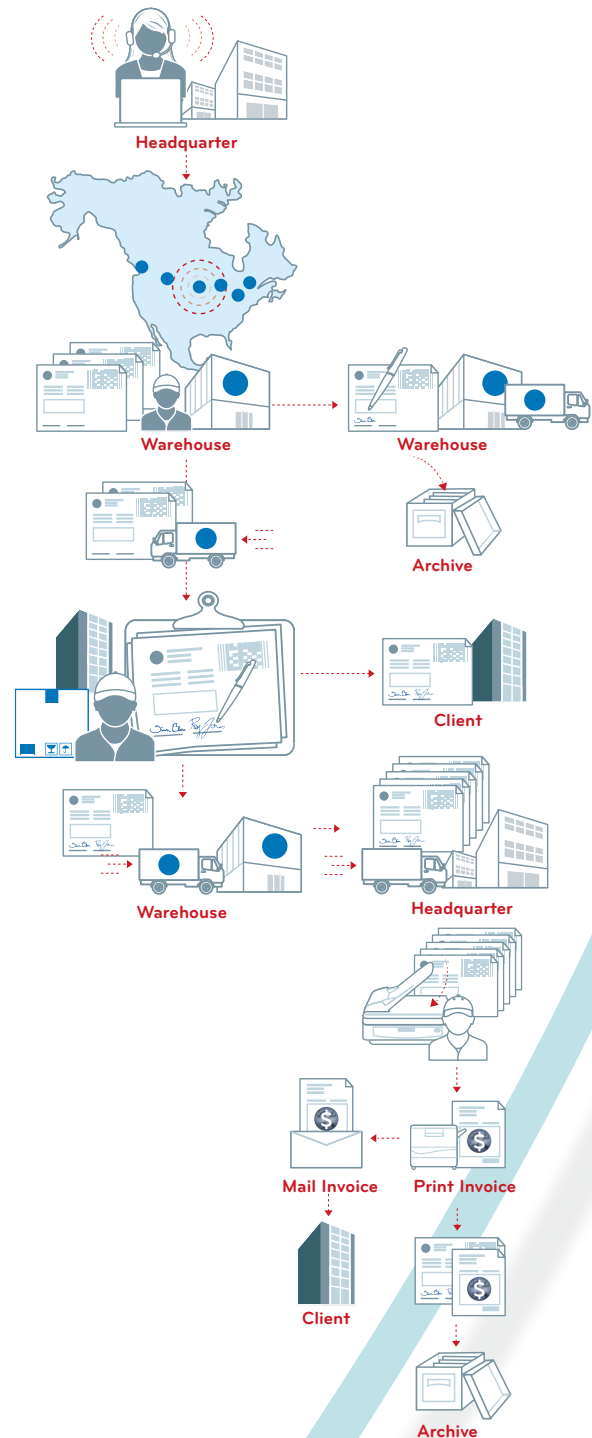 Headquarter
Warehouse
Warehouse
Archive
Client
Warehouse
Headquarter
$
$
Mail Invoice
Print Invoice
$
Client
Archive